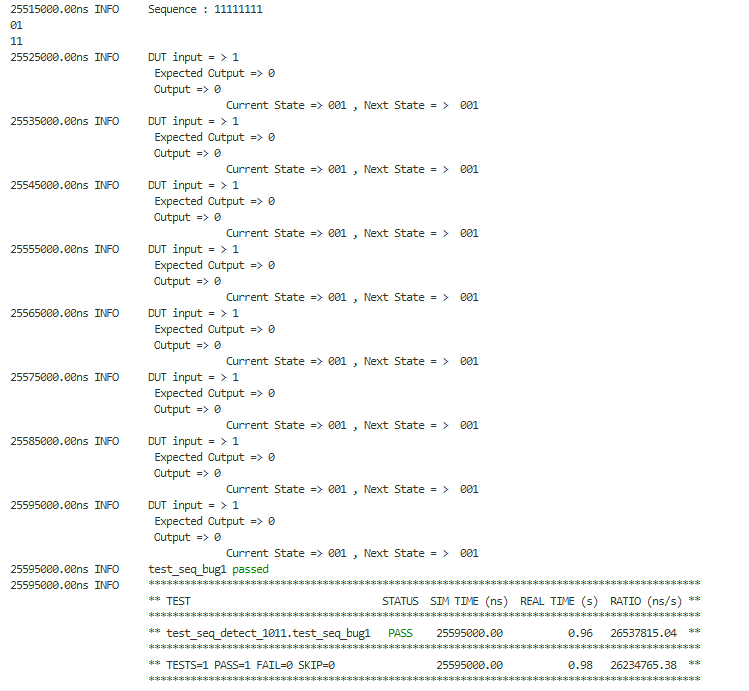 25515000.00ns INFO     Sequence : 11111111
01
11
25525000.00ns INFO     DUT input = > 1
Expected Output => 0
Output => 0
Current State => 001 , Next State = >  001
25535000.00ns INFO     DUT input = > 1
Expected Output => 0
Output => 0
Current State => 001 , Next State = >  001
25545000.00ns INFO     DUT input = > 1
Expected Output => 0
Output => 0
Current State => 001 , Next State = >  001
25555000.00ns INFO     DUT input = > 1
Expected Output => 0
Output => 0
Current State => 001 , Next State = >  001
25565000.00ns INFO     DUT input = > 1
Expected Output => 0
Output => 0
Current State => 001 , Next State = >  001
25575000.00ns INFO     DUT input = > 1
Expected Output => 0
Output => 0
Current State => 001 , Next State = >  001
25585000.00ns INFO     DUT input = > 1
Expected Output => 0
Output => 0
Current State => 001 , Next State = >  001
25595000.00ns INFO     DUT input = > 1
Expected Output => 0
Output => 0
Current State => 001 , Next State = >  001
25595000.00ns INFO     test_seq_bug1 passed
25595000.00ns INFO     ********************************************************************************************
** TEST                                STATUS  SIM TIME (ns)  REAL TIME (s)  RATIO (ns/s) **
********************************************************************************************
** test_seq_detect_1011.test_seq_bug1   PASS    25595000.00           0.96   26537815.04  **
********************************************************************************************
** TESTS=1 PASS=1 FAIL=0 SKIP=0                 25595000.00           0.98   26234765.38  **
********************************************************************************************